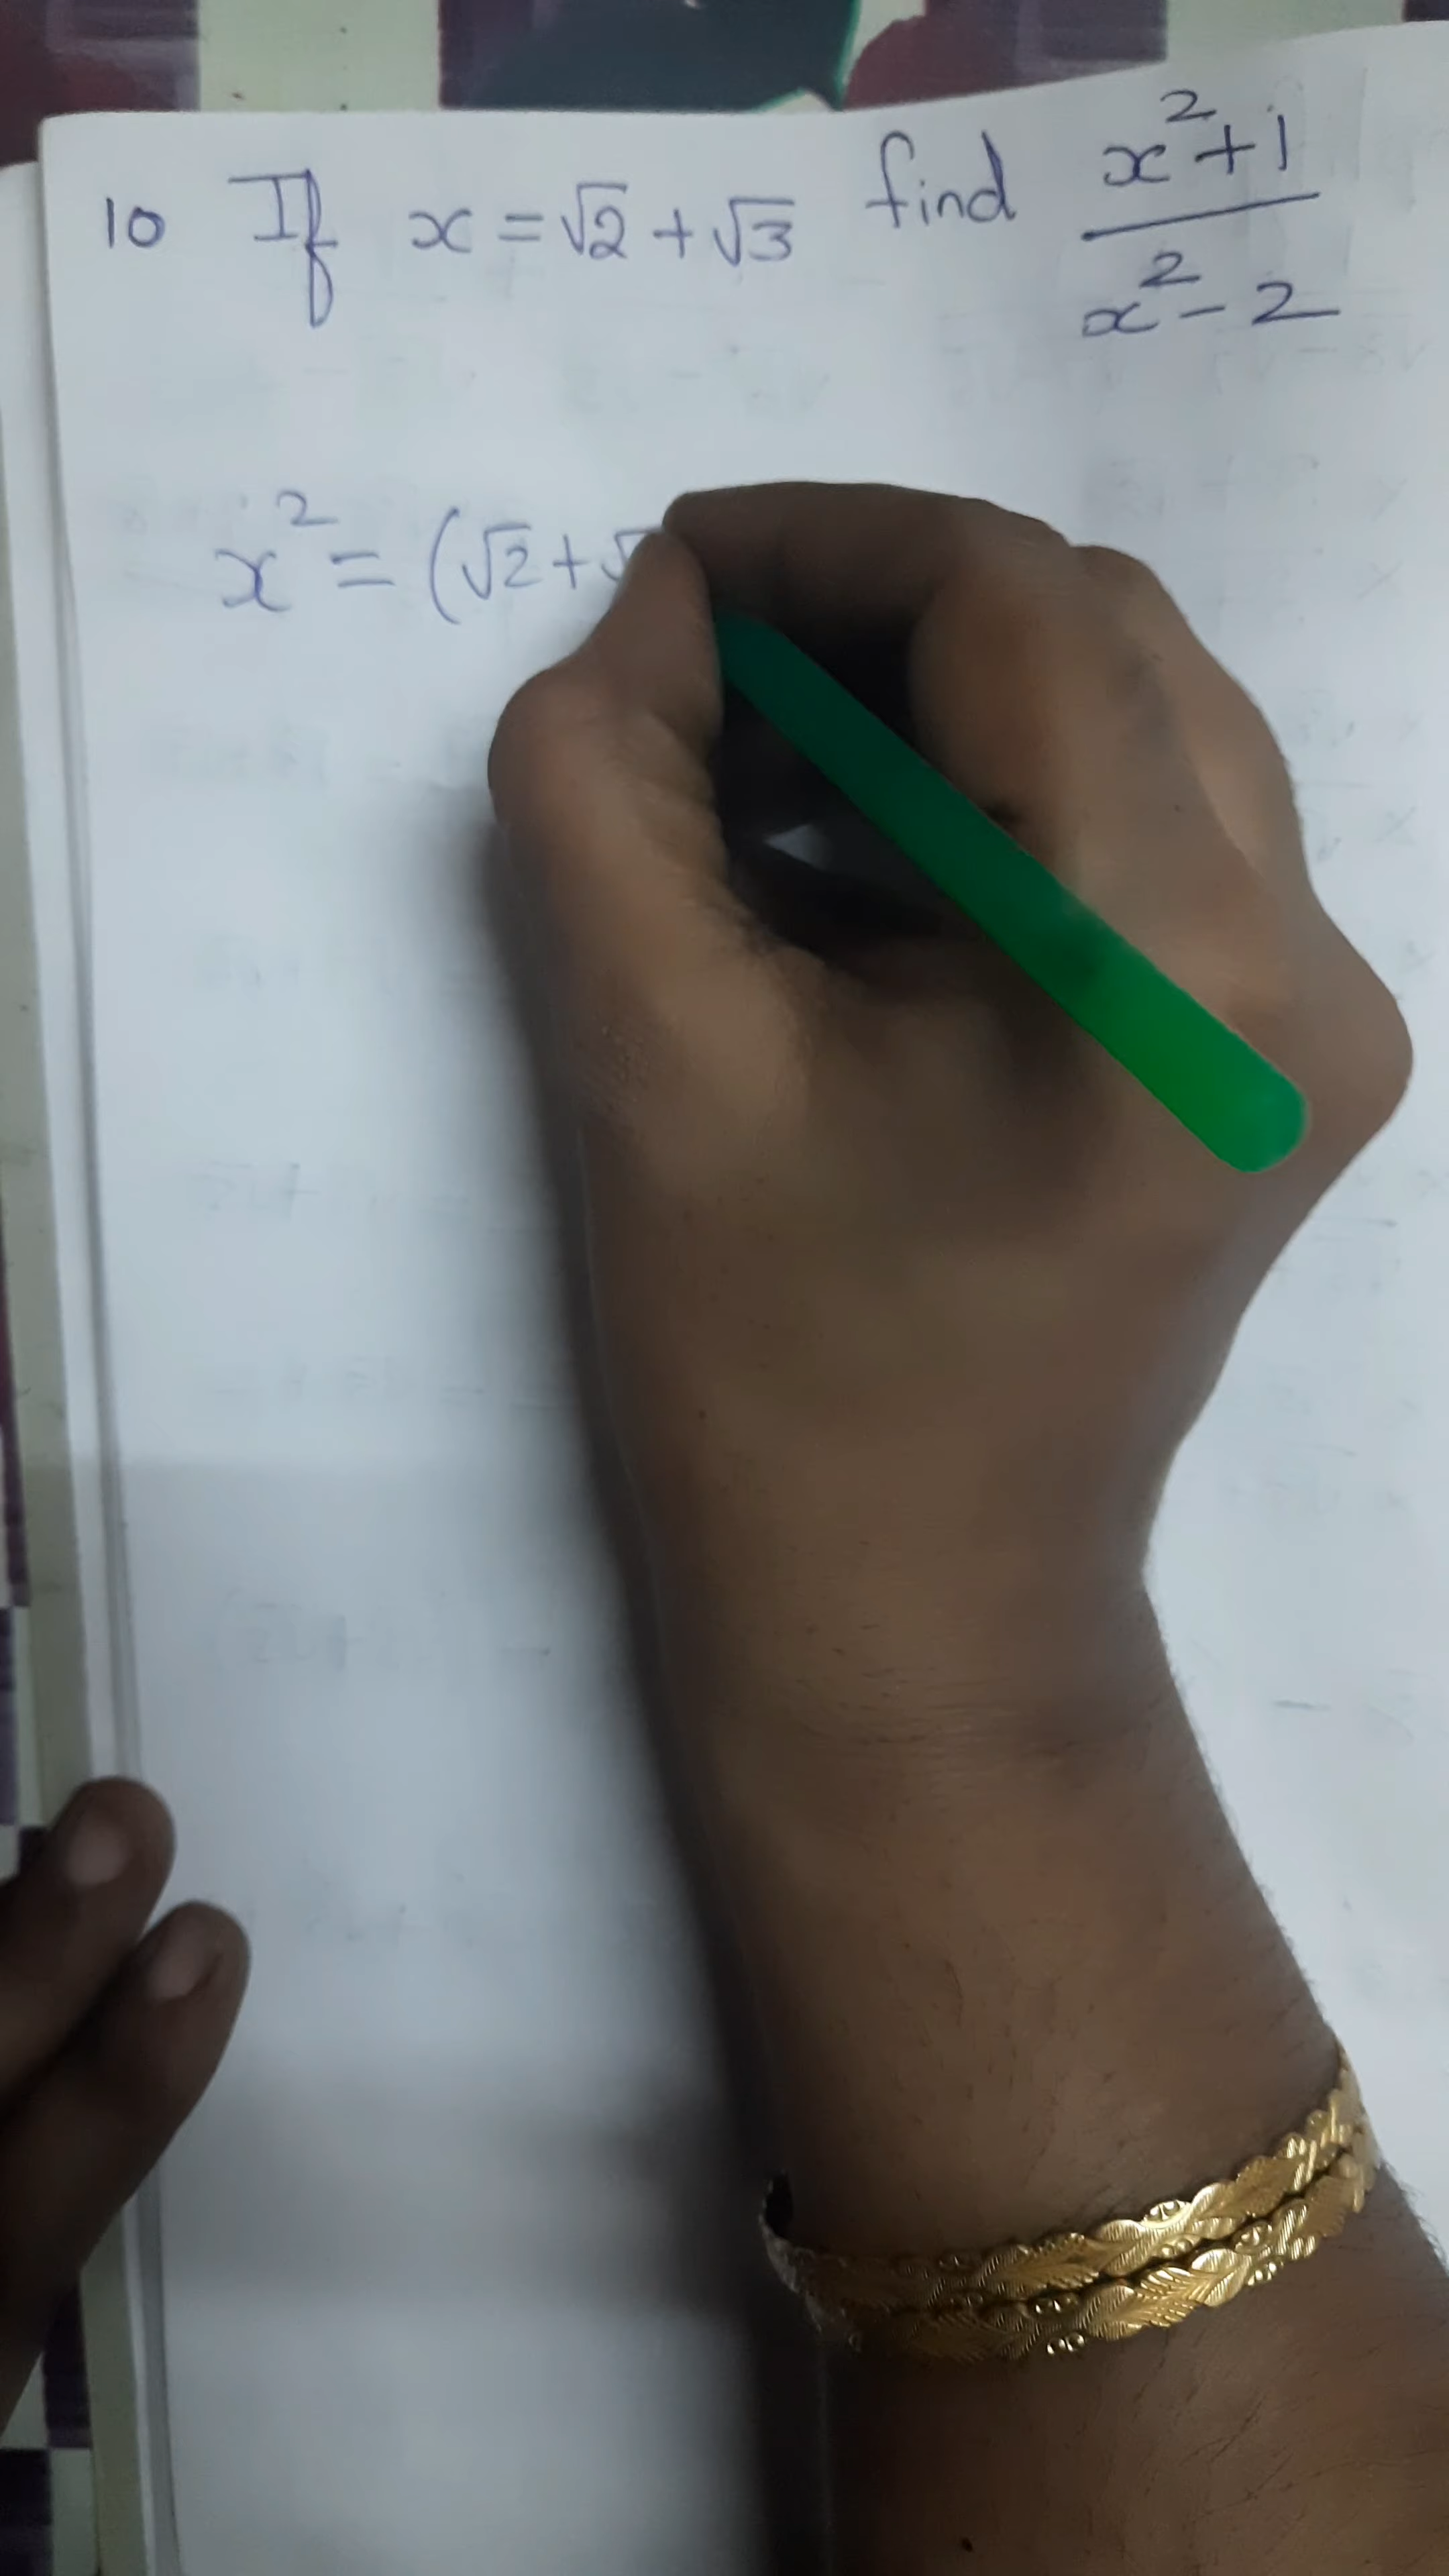 10 If x = √2 + √3 find x²+1 / x²-2
x² = (√2+√